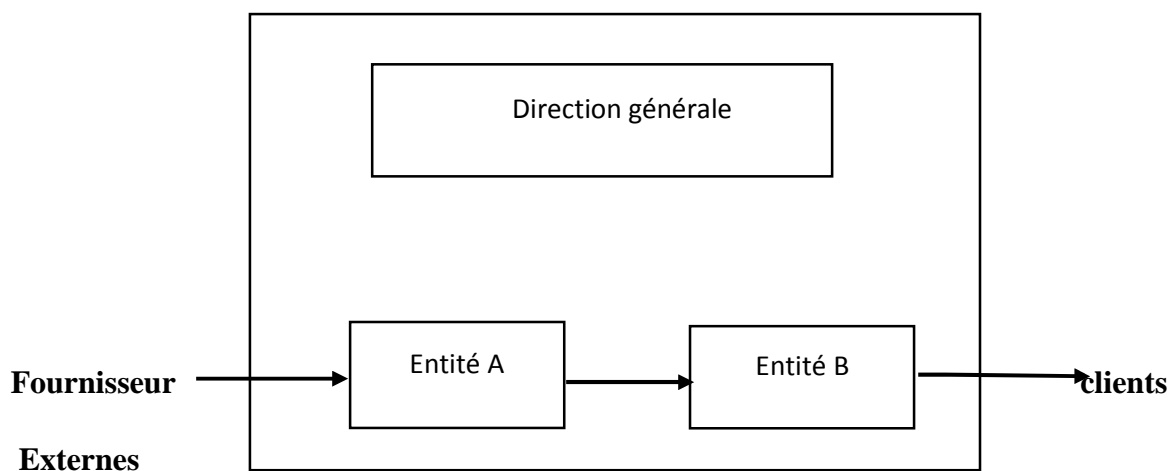 Direction générale
Entité A
Entité B
Fournisseur
clients
Externes